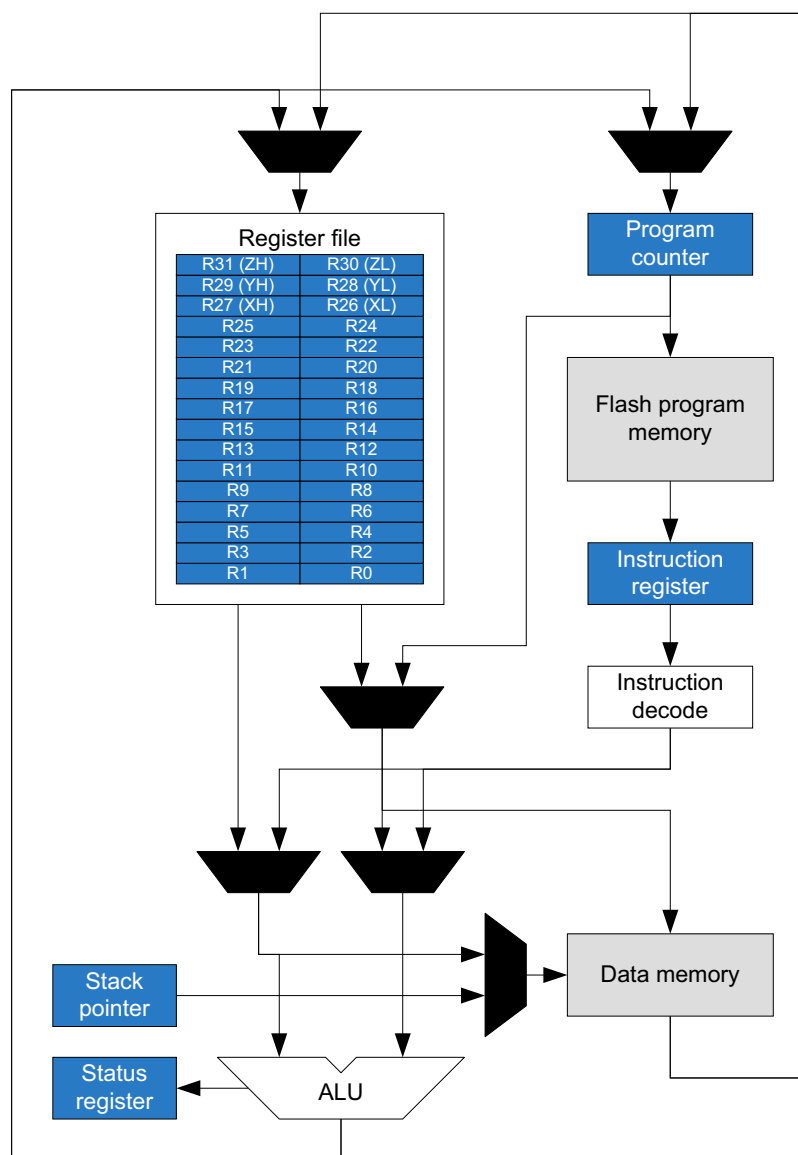 Register file
R31 (ZH) R30 (ZL)
R29 (YH) R28 (YL)
R27 (XH) R26 (XL)
R25 R24
R23 R22
R21 R20
R19 R18
R17 R16
R15 R14
R13 R12
R11 R10
R9 R8
R7 R6
R5 R4
R3 R2
R1 R0
Program
counter
Flash program
memory
Instruction
register
Instruction
decode
Stack
pointer
Data memory
Status
register
ALU